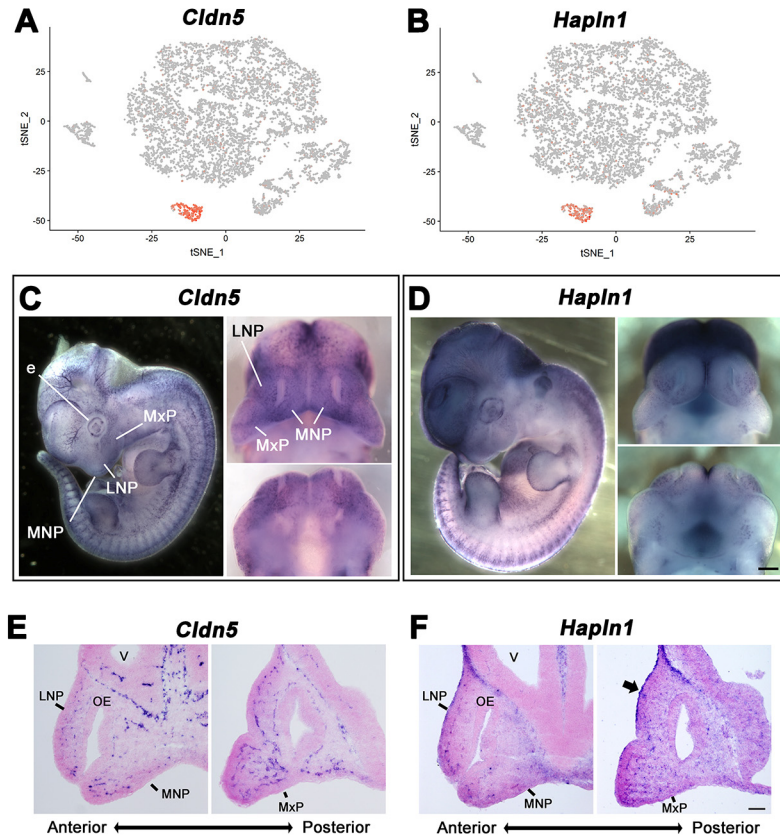 A
Cldn5
B
Hapln1
tSNE_2
25
0
-25
-50
-50
-25
0
25
tSNE_1
tSNE_2
25
0
-25
-50
-50
-25
0
25
tSNE_1
C
Cldn5
D
Hapln1
e
MxP
LNP
MNP
LNP
MxP
MNP
E
Cldn5
F
Hapln1
V
LNP
OE
MNP
MxP
V
LNP
OE
MNP
MxP
Anterior
Posterior
Anterior
Posterior